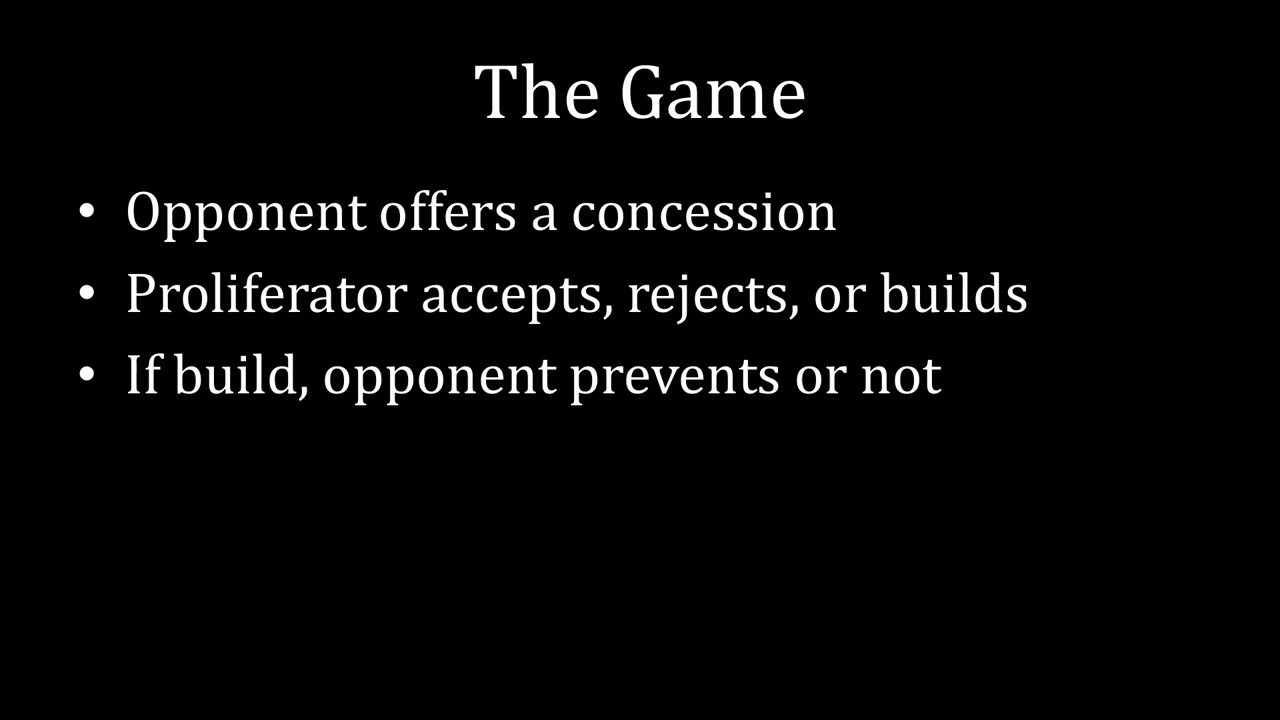 The Game
• Opponent offers a concession
• Proliferator accepts, rejects, or builds
• If build, opponent prevents or not